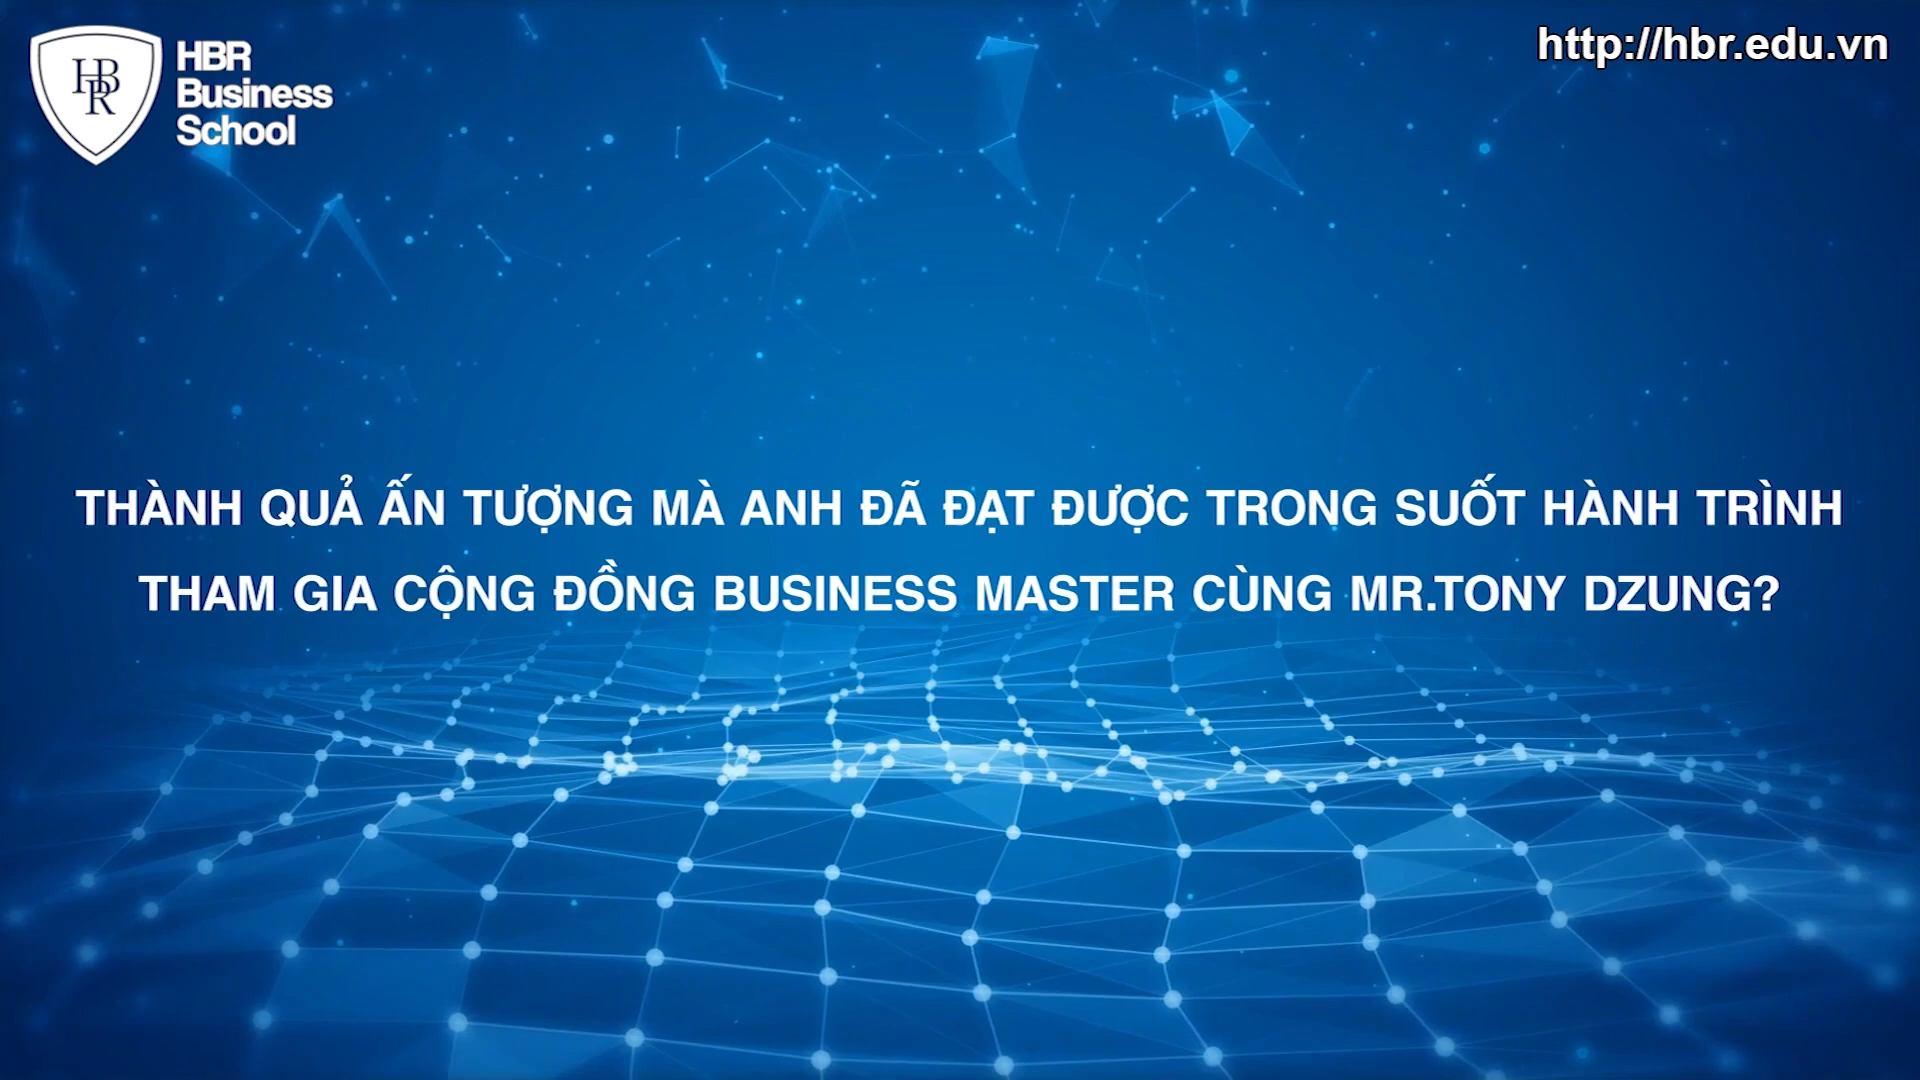 HBR
Business
School
http://hbr.edu.vn
THÀNH QUẢ ẤN TƯỢNG MÀ ANH ĐÃ ĐẠT ĐƯỢC TRONG SUỐT HÀNH TRÌNH
THAM GIA CỘNG ĐỒNG BUSINESS MASTER CÙNG MR.TONY DZUNG?